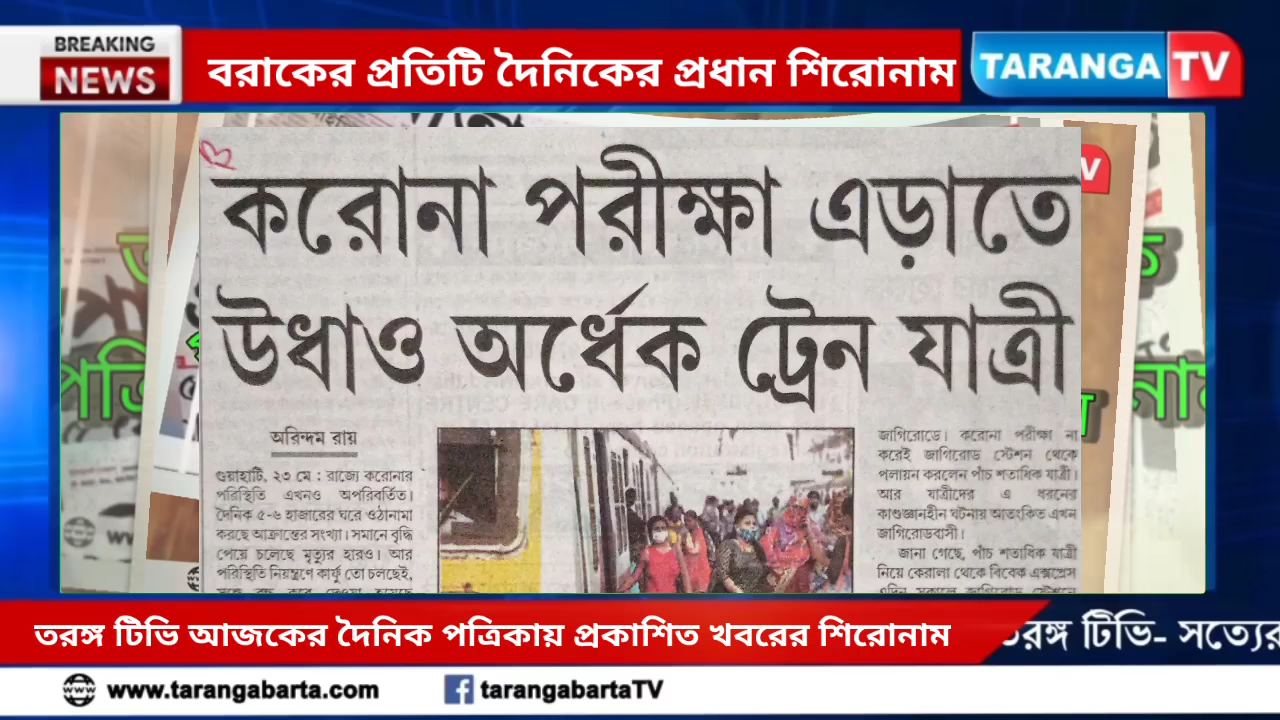 BREAKING
NEWS
বরাকের প্রতিটি দৈনিকের প্রধান শিরোনাম
TARANGA TV
করোনা পরীক্ষা এড়াতে
উধাও অর্ধেক ট্রেন যাত্রী
অরিন্দম রায়
গুয়াহাটি, ২৩ মে : রাজ্যে করোনার
পরিস্থিতি এখনও অপরিবর্তিত।
দৈনিক ৫-৬ হাজারের ঘরে ওঠানামা
করছে আক্রান্তের সংখ্যা। সমানে বৃদ্ধি
পেয়ে চলেছে মৃত্যুর হারও। আর
পরিস্থিতি নিয়ন্ত্রণে কার্ফু তো চলছেই,
জাগিরোডে। করোনা পরীক্ষা না
করেই জাগিরোড স্টেশন থেকে
পলায়ন করলেন পাঁচ শতাধিক যাত্রী।
আর যাত্রীদের এ ধরনের
কাণ্ডজ্ঞানহীন ঘটনায় আতংকিত এখন
জাগিরোডবাসী।
জানা গেছে, পাঁচ শতাধিক যাত্রী
নিয়ে কেরালা থেকে বিবেক এক্সপ্রেস
তরঙ্গ টিভি আজকের দৈনিক পত্রিকায় প্রকাশিত খবরের শিরোনাম
তরঙ্গ টিভি- সত্যের
www.tarangabarta.com
tarangabartaTV